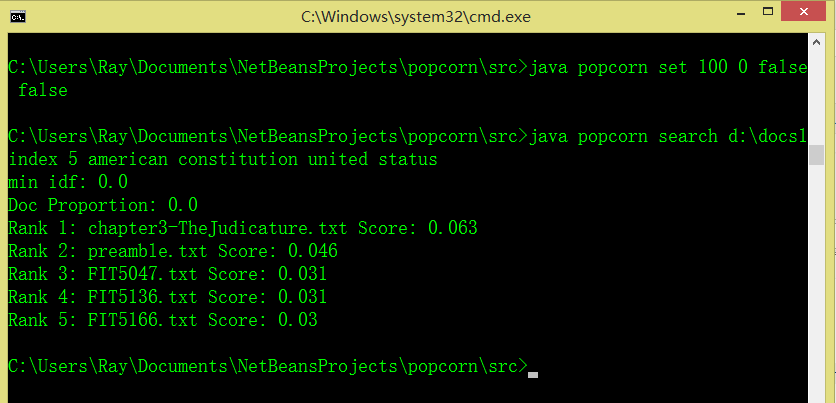 C:\Windows\system32\cmd.exe
C:\Users\Ray\Documents\NetBeansProjects\popcorn\src>java popcorn set 100 0 false
 false
C:\Users\Ray\Documents\NetBeansProjects\popcorn\src>java popcorn search d:\docs1
index 5 american constitution united status
min idf: 0.0
Doc Proportion: 0.0
Rank 1: chapter3-TheJudicature.txt Score: 0.063
Rank 2: preamble.txt Score: 0.046
Rank 3: FIT5047.txt Score: 0.031
Rank 4: FIT5136.txt Score: 0.031
Rank 5: FIT5166.txt Score: 0.03
C:\Users\Ray\Documents\NetBeansProjects\popcorn\src>